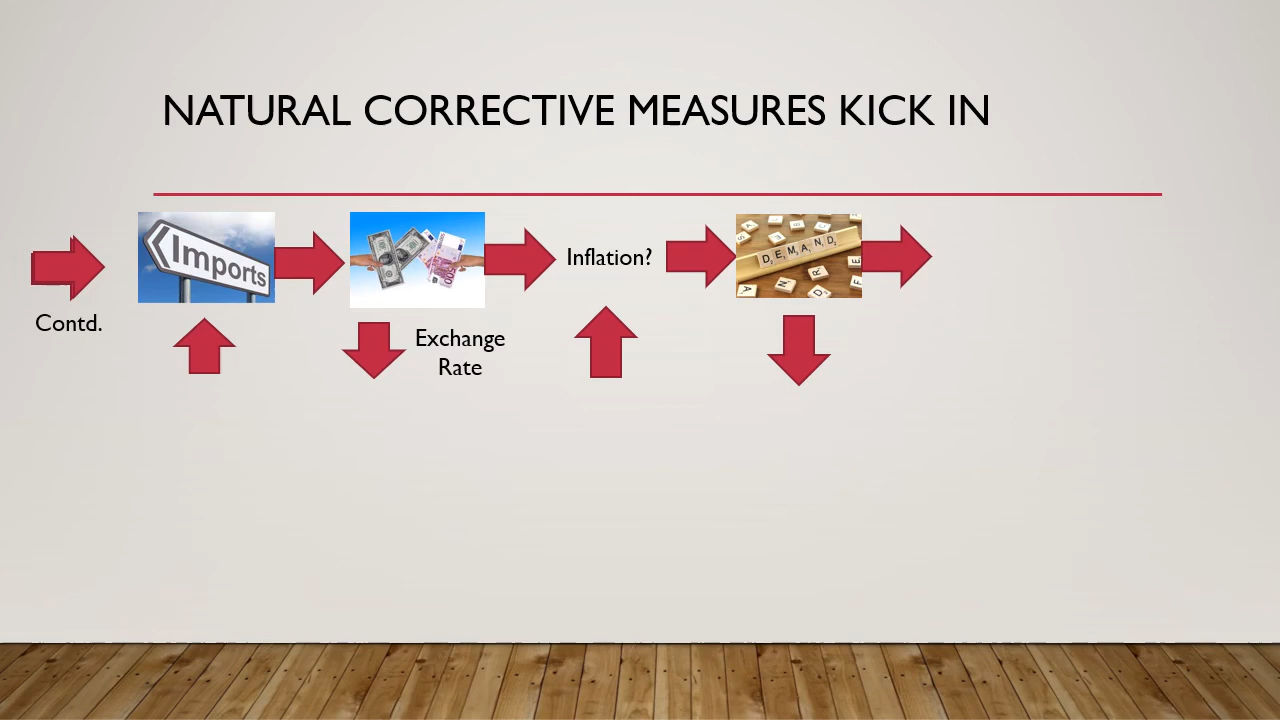 NATURAL CORRECTIVE MEASURES KICK IN
Imports
Inflation?
DEMAND
Contd.
Exchange
Rate